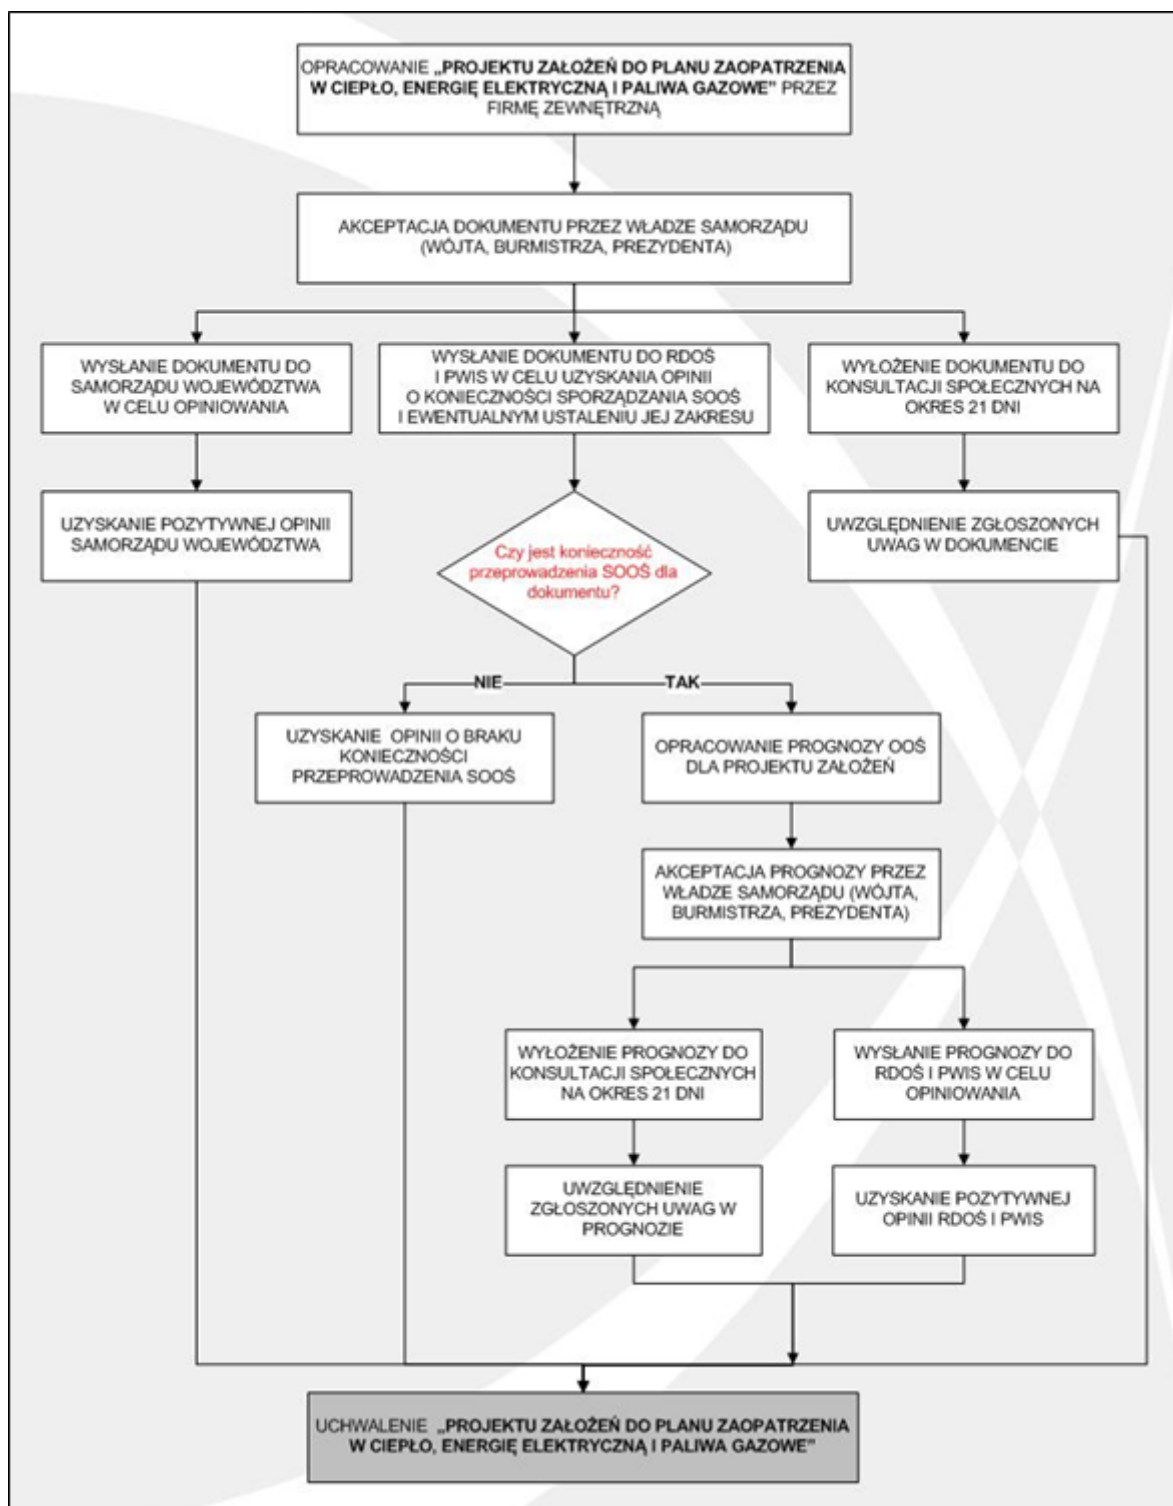 OPRACOWANIE „PROJEKTU ZAŁOŻEŃ DO PLANU ZAOPATRZENIA
W CIEPŁO, ENERGIĘ ELEKTRYCZNĄ I PALIWA GAZOWE” PRZEZ
FIRMĘ ZEWNĘTRZNĄ
AKCEPTACJA DOKUMENTU PRZEZ WŁADZE SAMORZĄDU
(WÓJTA, BURMISTRZA, PREZYDENTA)
WYSŁANIE DOKUMENTU DO
SAMORZĄDU WOJEWÓDZTWA
W CELU OPINIOWANIA
WYSŁANIE DOKUMENTU DO RDOŚ
I PWIS W CELU UZYSKANIA OPINII
O KONIECZNOŚCI SPORZĄDZANIA SOOŚ
I EWENTUALNYM USTALENIU JEJ ZAKRESU
WYŁOŻENIE DOKUMENTU DO
KONSULTACJI SPOŁECZNYCH NA
OKRES 21 DNI
UZYSKANIE POZYTYWNEJ OPINII
SAMORZĄDU WOJEWÓDZTWA
Czy jest konieczność
przeprowadzenia SOOŚ dla
dokumentu?
UWZGLĘDNIENIE ZGŁOSZONYCH
UWAG W DOKUMENCIE
NIE
TAK
UZYSKANIE OPINII O BRAKU
KONIECZNOŚCI
PRZEPROWADZENIA SOOŚ
OPRACOWANIE PROGNOZY OOŚ
DLA PROJEKTU ZAŁOŻEŃ
AKCEPTACJA PROGNOZY PRZEZ
WŁADZE SAMORZĄDU (WÓJTA,
BURMISTRZA, PREZYDENTA)
WYŁOŻENIE PROGNOZY DO
KONSULTACJI SPOŁECZNYCH
NA OKRES 21 DNI
WYSŁANIE PROGNOZY DO
RDOŚ I PWIS W CELU
OPINIOWANIA
UWZGLĘDNIENIE
ZGŁOSZONYCH UWAG W
PROGNOZIE
UZYSKANIE POZYTYWNEJ
OPINII RDOŚ I PWIS
UCHWALENIE „PROJEKTU ZAŁOŻEŃ DO PLANU ZAOPATRZENIA
W CIEPŁO, ENERGIĘ ELEKTRYCZNĄ I PALIWA GAZOWE”